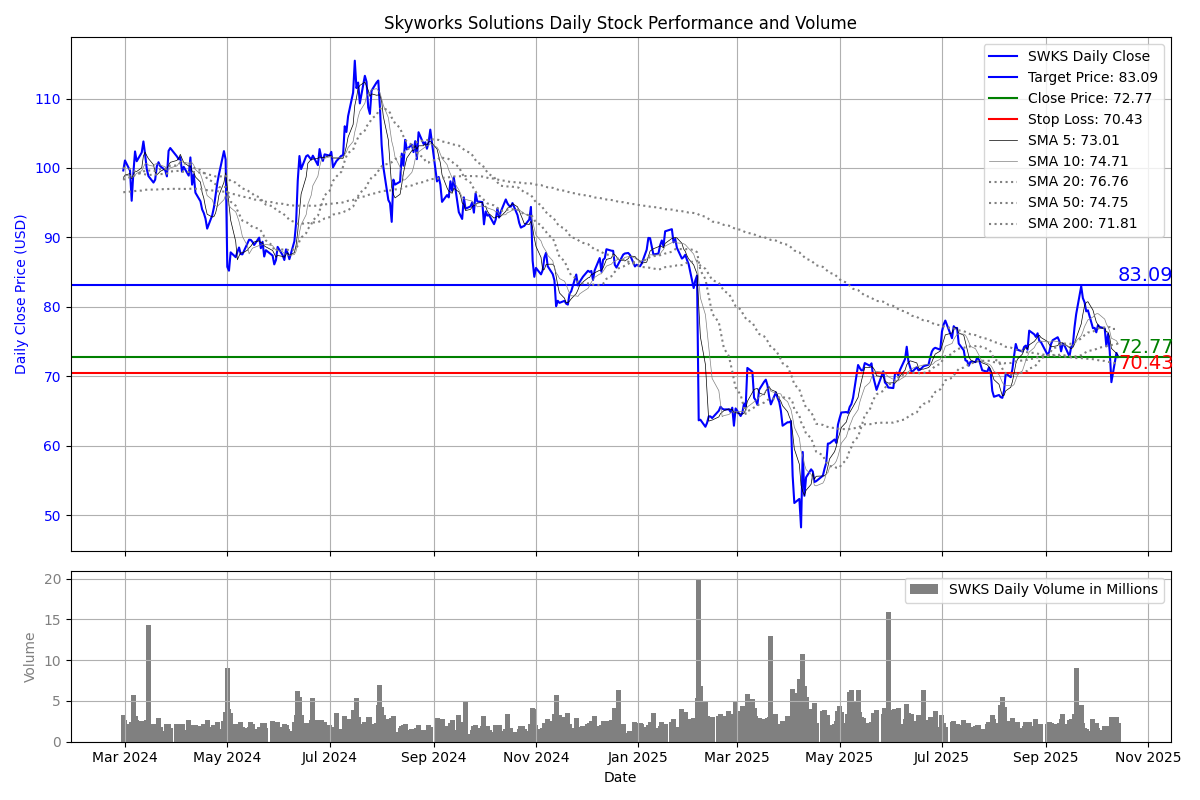 Skyworks Solutions Daily Stock Performance and Volume
Daily Close Price (USD)
110
100
90
80
70
60
50
SWKS Daily Close
Target Price: 83.09
Close Price: 72.77
Stop Loss: 70.43
SMA 5: 73.01
SMA 10: 74.71
SMA 20: 76.76
SMA 50: 74.75
SMA 200: 71.81
83.09
72.77
70.43
Volume
20
15
10
5
0
SWKS Daily Volume in Millions
Mar 2024 May 2024 Jul 2024 Sep 2024 Nov 2024 Jan 2025 Mar 2025 May 2025 Jul 2025 Sep 2025 Nov 2025
Date